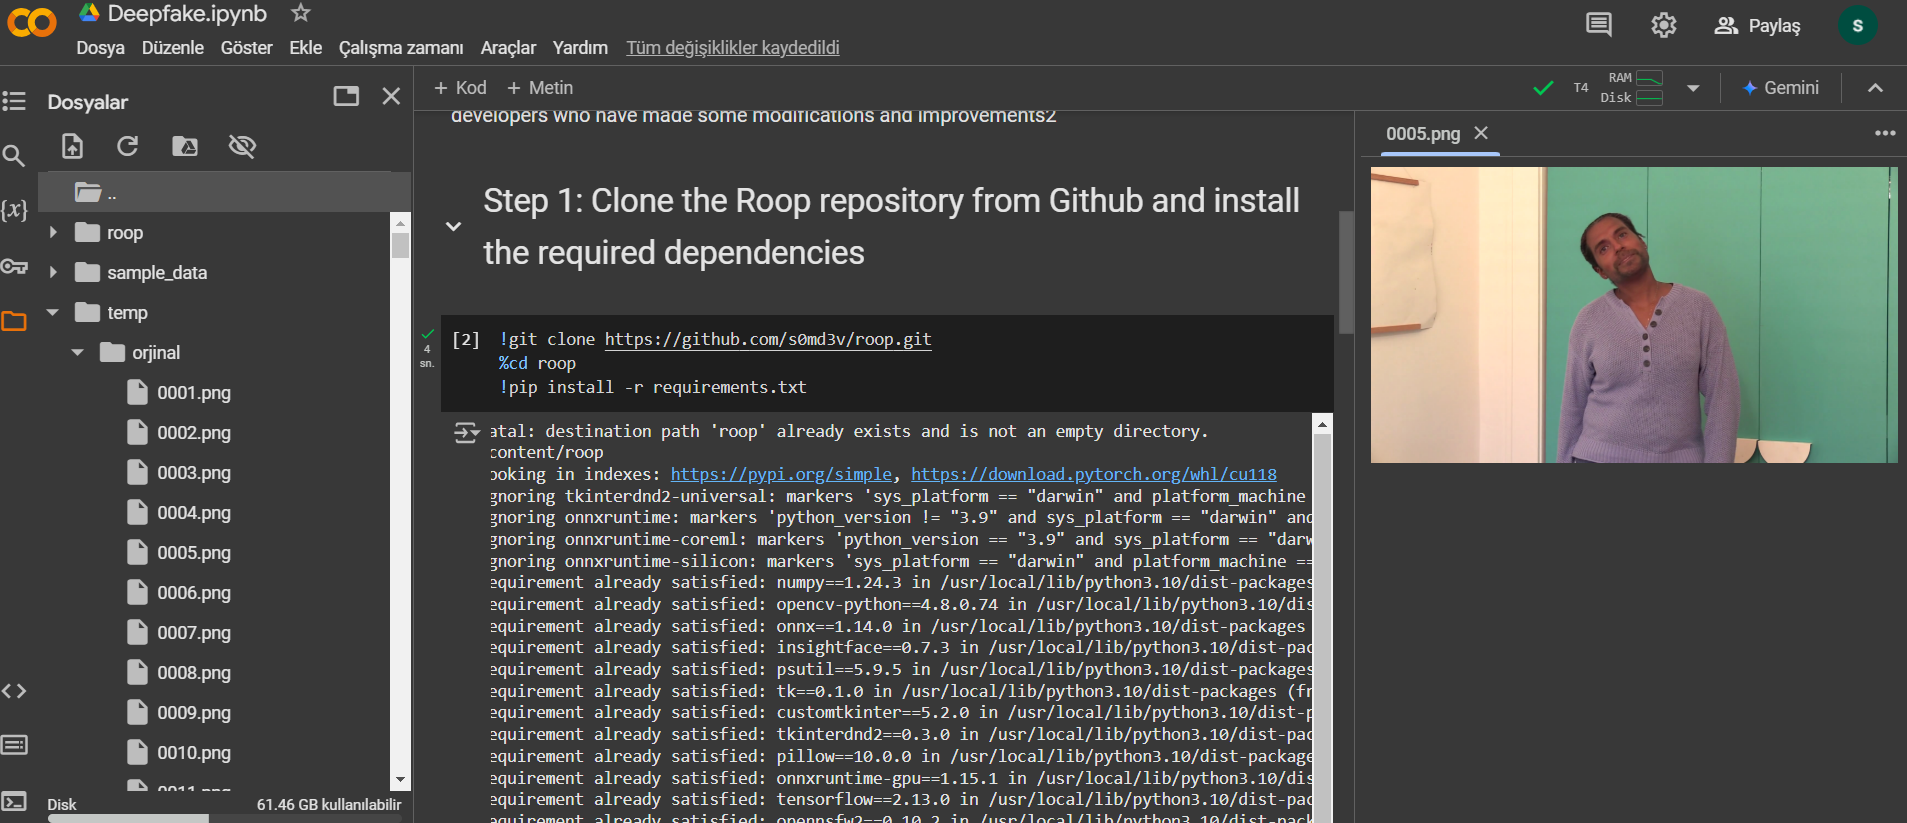 Deepfake.ipynb
Dosya Düzenle Göster Ekle Çalışma zamanı Araçlar Yardım Tüm değişiklikler kaydedildi
Paylaş
S
Dosyalar
..
roop
sample_data
temp
orjinal
0001.png
0002.png
0003.png
0004.png
0005.png
0006.png
0007.png
0008.png
0009.png
0010.png
0011.png
Disk 61.46 GB kullanılabilir
+ Kod + Metin
T4
RAM
Disk
Gemini
developers who have made some modifications and improvements2
Step 1: Clone the Roop repository from Github and install
the required dependencies
4
sn.
[2] !git clone https://github.com/s0md3v/roop.git
%cd roop
!pip install -r requirements.txt
atal: destination path 'roop' already exists and is not an empty directory.
content/roop
ooking in indexes: https://pypi.org/simple, https://download.pytorch.org/whl/cu118
gnoring tkinterdnd2-universal: markers 'sys_platform == "darwin" and platform_machine
gnoring onnxruntime: markers 'python_version != "3.9" and sys_platform == "darwin" and
gnoring onnxruntime-coreml: markers 'python_version == "3.9" and sys_platform == "darw
gnoring onnxruntime-silicon: markers 'sys_platform == "darwin" and platform_machine ==
equirement already satisfied: numpy==1.24.3 in /usr/local/lib/python3.10/dist-packages
equirement already satisfied: opencv-python==4.8.0.74 in /usr/local/lib/python3.10/dis
equirement already satisfied: onnx==1.14.0 in /usr/local/lib/python3.10/dist-packages
equirement already satisfied: insightface==0.7.3 in /usr/local/lib/python3.10/dist-pac
equirement already satisfied: psutil==5.9.5 in /usr/local/lib/python3.10/dist-packages
equirement already satisfied: tk==0.1.0 in /usr/local/lib/python3.10/dist-packages (fr
equirement already satisfied: customtkinter==5.2.0 in /usr/local/lib/python3.10/dist-p
equirement already satisfied: tkinterdnd2==0.3.0 in /usr/local/lib/python3.10/dist-pac
equirement already satisfied: pillow==10.0.0 in /usr/local/lib/python3.10/dist-package
equirement already satisfied: onnxruntime-gpu==1.15.1 in /usr/local/lib/python3.10/dis
equirement already satisfied: tensorflow==2.13.0 in /usr/local/lib/python3.10/dist-pac
equirement already satisfied: opennsfw2==0.10.2 in /usr/local/lib/python3.10/dist-pack
0005.png